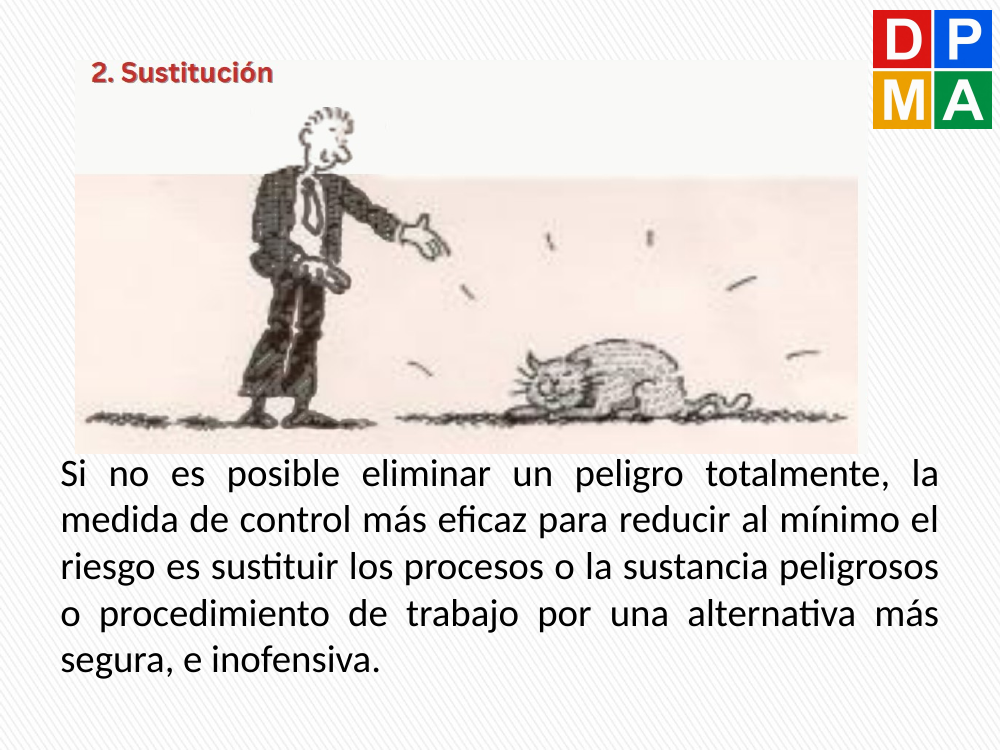 2. Sustitución
D P
M A
Si no es posible eliminar un peligro totalmente, la
medida de control más eficaz para reducir al mínimo el
riesgo es sustituir los procesos o la sustancia peligrosos
o procedimiento de trabajo por una alternativa más
segura, e inofensiva.